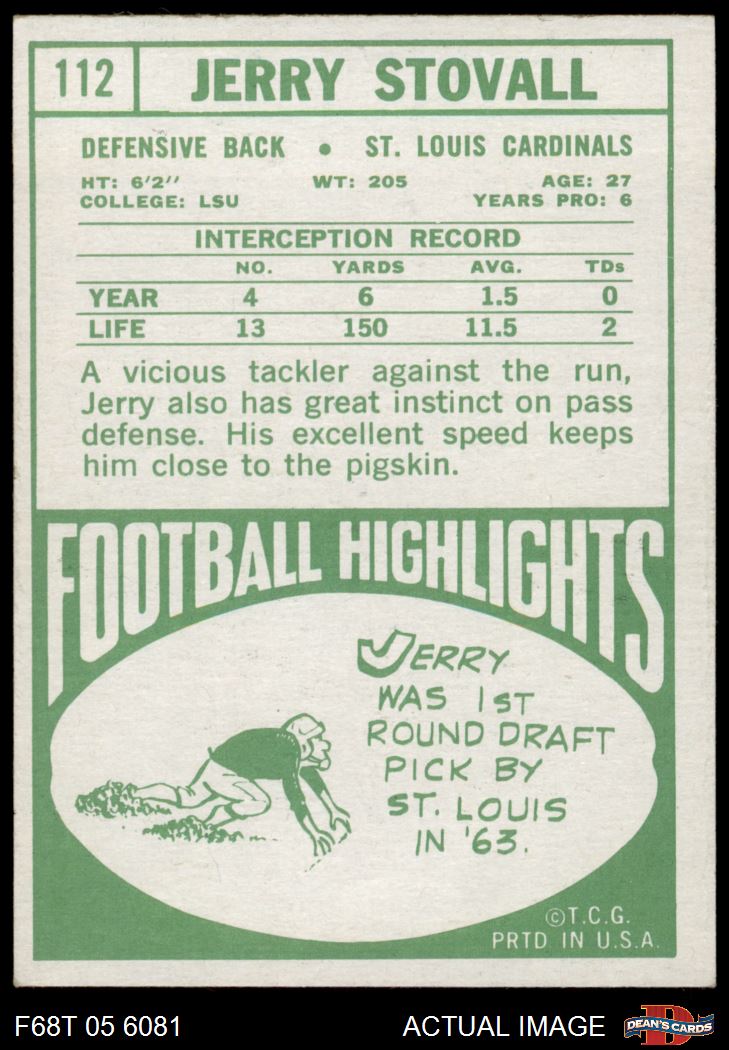 112 JERRY STOVALL
DEFENSIVE BACK • ST. LOUIS CARDINALS
HT: 6'2'' WT: 205 AGE: 27
COLLEGE: LSU YEARS PRO: 6
INTERCEPTION RECORD
NO. YARDS AVG. TDs
YEAR 4 6 1.5 0
LIFE 13 150 11.5 2
A vicious tackler against the run,
Jerry also has great instinct on pass
defense. His excellent speed keeps
him close to the pigskin.
FOOTBALL HIGHLIGHTS
JERRY
WAS 1ST
ROUND DRAFT
PICK BY
ST. LOUIS
IN '63.
©T.C.G.
PRTD IN U.S.A.
F68T 05 6081 ACTUAL IMAGE DEAN'S CARDS